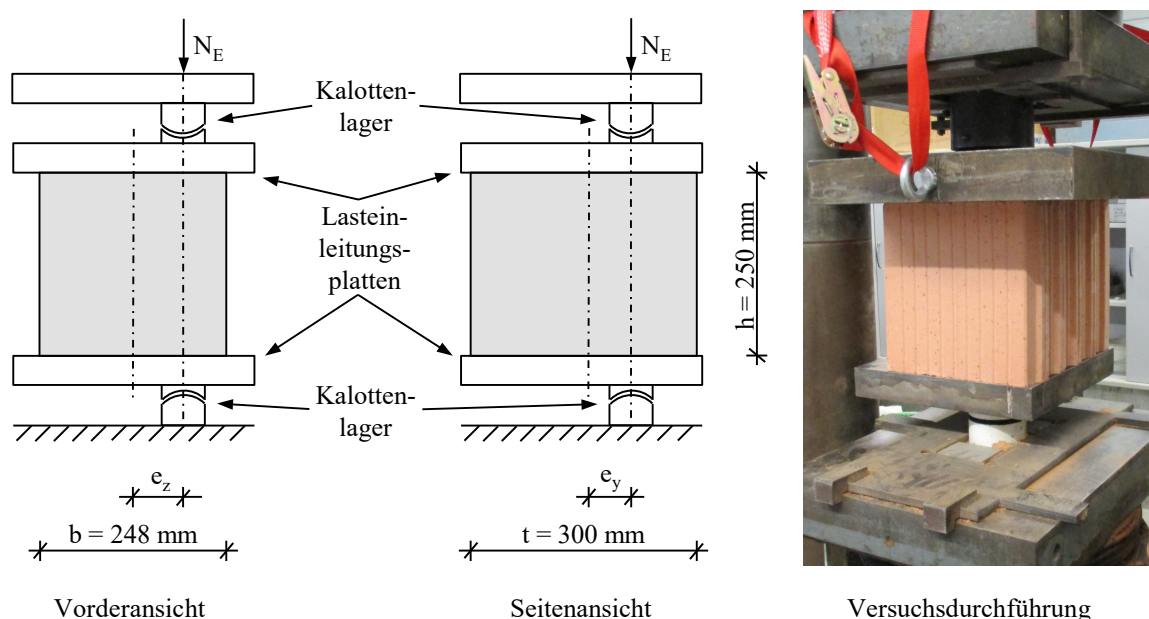 N_E
N_E
Kalotten-
lager
Lastein-
leitungs-
platten
h = 250 mm
Kalotten-
lager
e_z
e_y
b = 248 mm
t = 300 mm
Vorderansicht
Seitenansicht
Versuchsdurchführung